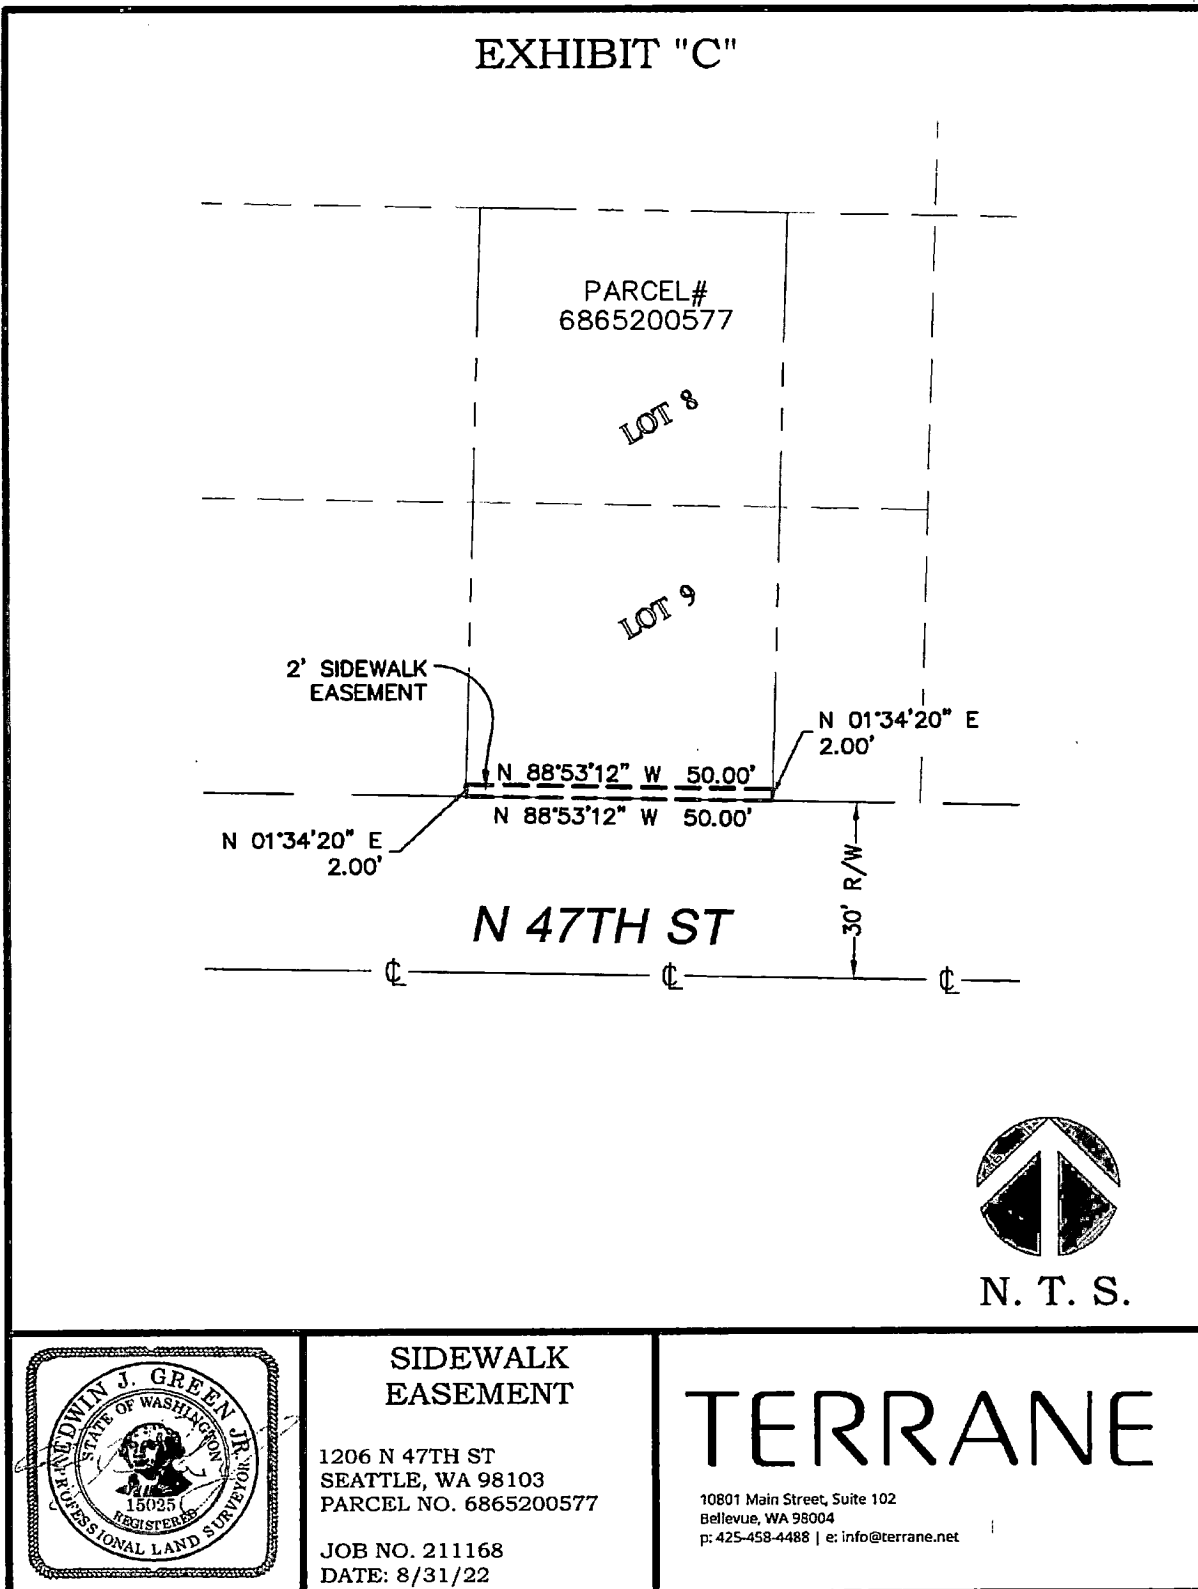 EXHIBIT "C"
PARCEL#
6865200577
LOT 8
LOT 9
2' SIDEWALK
EASEMENT
N 01°34'20" E
2.00'
N 88°53'12" W 50.00'
N 88°53'12" W 50.00'
N 01°34'20" E
2.00'
30' R/W
N 47TH ST
℄ ℄ ℄
N. T. S.
EDWIN J. GREEN JR.
STATE OF WASHINGTON
15025
REGISTERED
PROFESSIONAL LAND SURVEYOR
SIDEWALK
EASEMENT
1206 N 47TH ST
SEATTLE, WA 98103
PARCEL NO. 6865200577
JOB NO. 211168
DATE: 8/31/22
TERRANE
10801 Main Street, Suite 102
Bellevue, WA 98004
p: 425-458-4488 | e: info@terrane.net